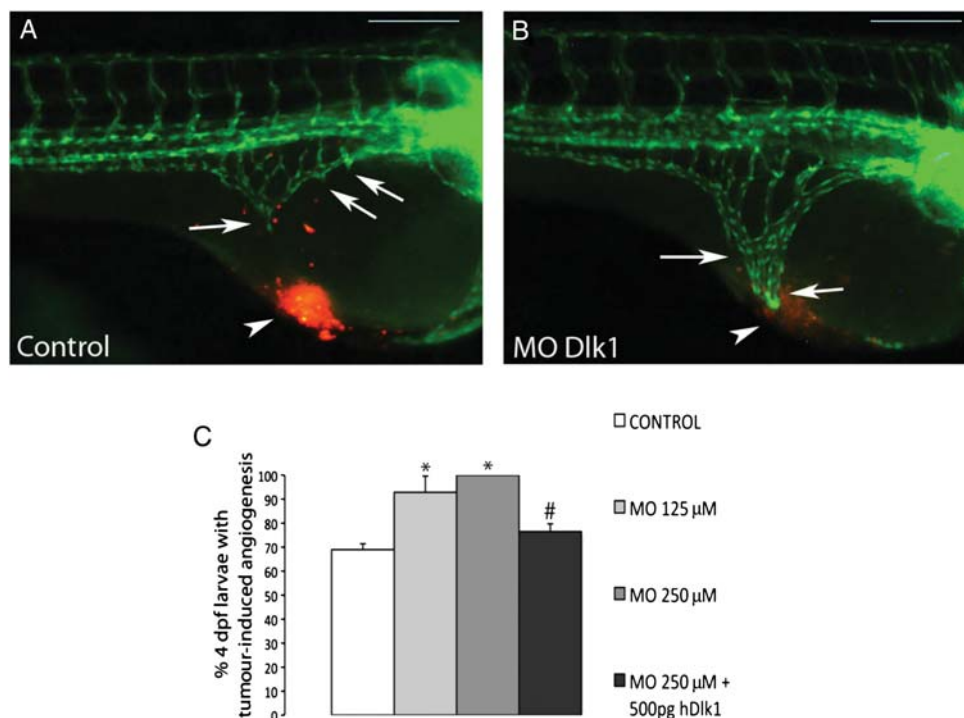 A
Control
B
MO Dlk1
C
% 4 dpf larvae with
tumour-induced angiogenesis
100
90
80
70
60
50
40
30
20
10
0
*
*
#
CONTROL
MO 125 µM
MO 250 µM
MO 250 µM +
500pg hDlk1